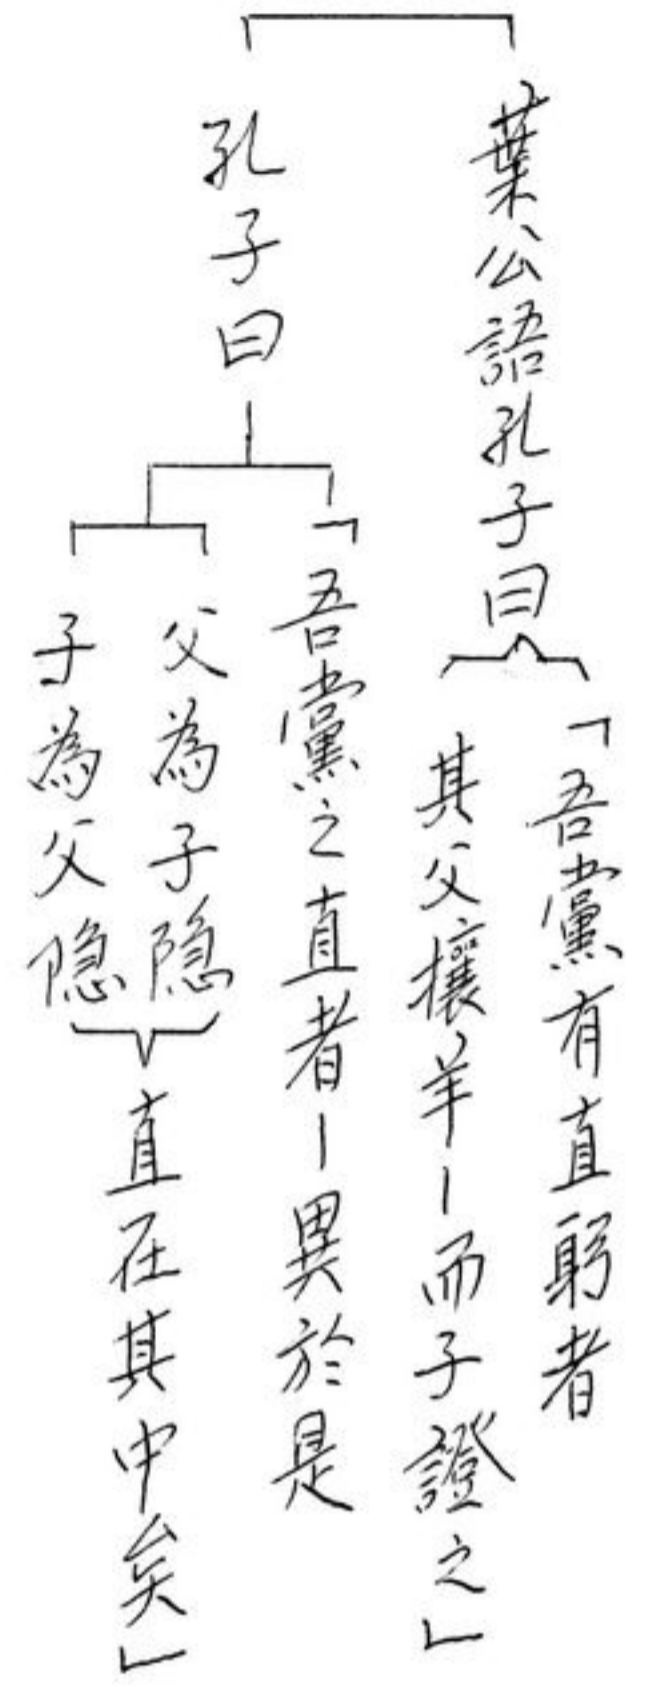 葉公語孔子曰
「吾黨有直躬者
其父攘羊－而子證之」
孔子曰
「吾黨之直者－異於是
父為子隐
子為父隐
直在其中矣」